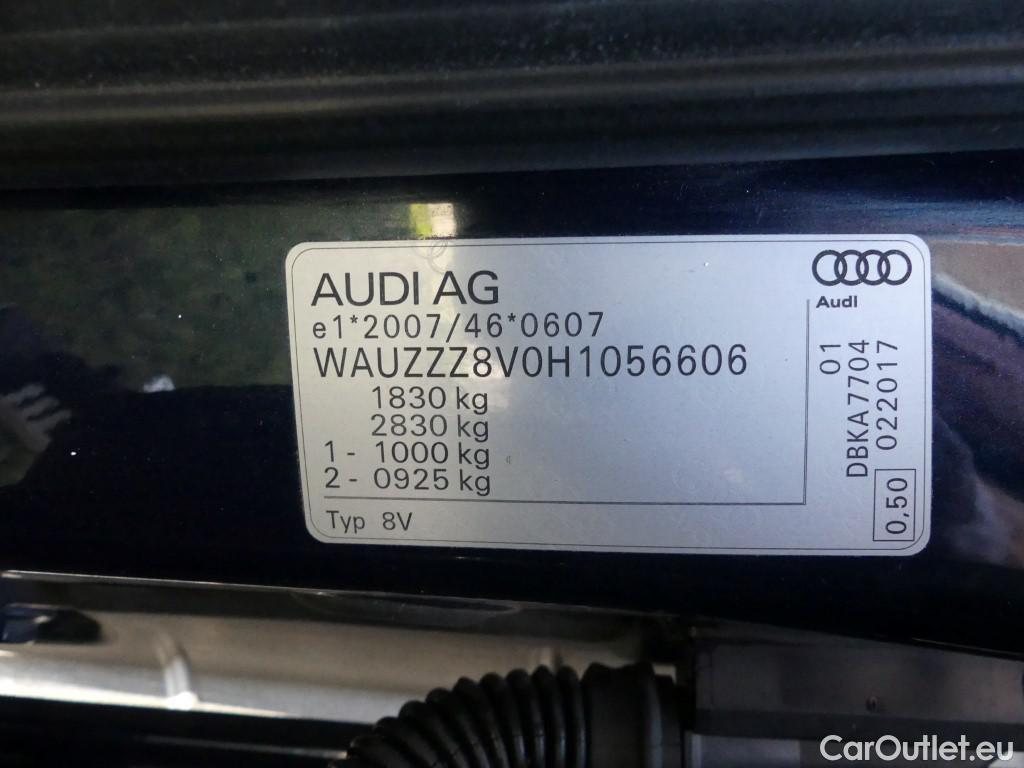 AUDI AG
e1*2007/46*0607
WAUZZZ8V0H1056606
1830 kg
2830 kg
1 - 1000 kg
2 - 0925 kg
Typ 8V
Audi
01
DBKA7704
022017
0,50
CarOutlet.eu